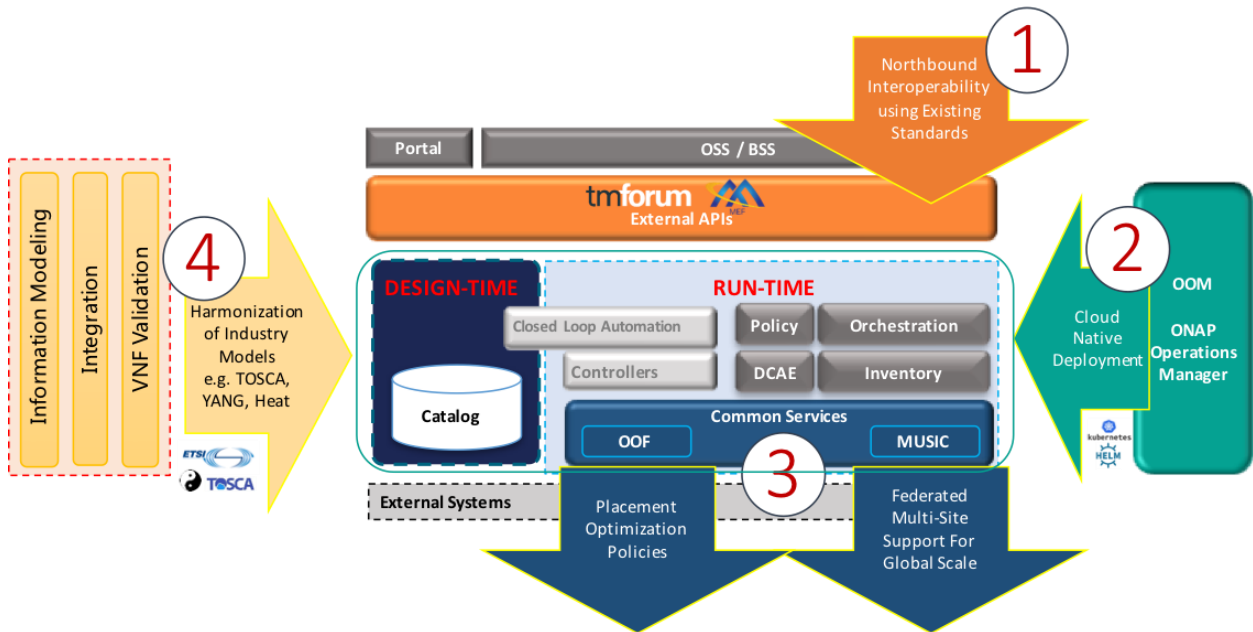 1
Northbound
Interoperability
using Existing
Standards
Portal
OSS / BSS
tmforum
MEF
External APIs
Information Modeling
Integration
VNF Validation
4
Harmonization
of Industry
Models
e.g. TOSCA,
YANG, Heat
ETSI
TOSCA
DESIGN-TIME
RUN-TIME
Closed Loop Automation
Policy
Orchestration
Controllers
DCAE
Inventory
Catalog
Common Services
OOF
MUSIC
2
Cloud
Native
Deployment
OOM
ONAP
Operations
Manager
kubernetes
HELM
3
External Systems
Placement
Optimization
Policies
Federated
Multi-Site
Support For
Global Scale